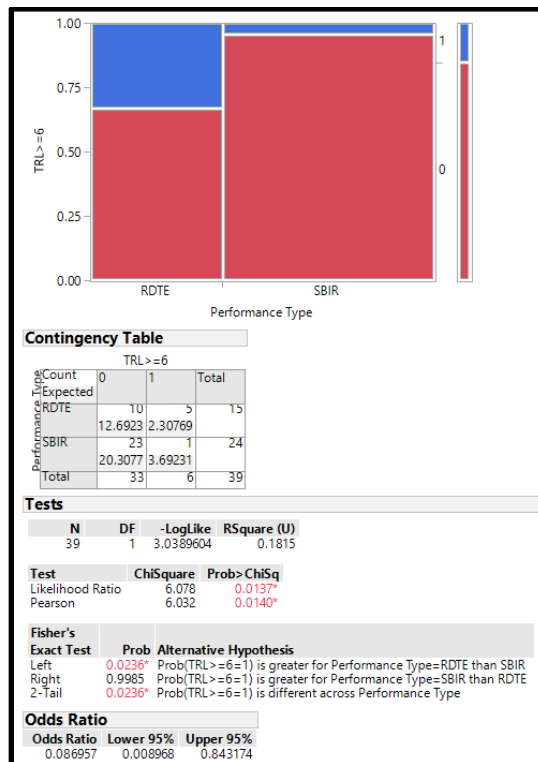 1.00
1
0.75
TRL>=6
0.50
0
0.25
0.00
RDTE SBIR
Performance Type
Contingency Table
TRL>=6
Performance Type
Count 0 1 Total
Expected
RDTE 10 5 15
12.6923 2.30769
SBIR 23 1 24
20.3077 3.69231
Total 33 6 39
Tests
N DF -LogLike RSquare (U)
39 1 3.0389604 0.1815
Test ChiSquare Prob>ChiSq
Likelihood Ratio 6.078 0.0137*
Pearson 6.032 0.0140*
Fisher's
Exact Test Prob Alternative Hypothesis
Left 0.0236* Prob(TRL>=6=1) is greater for Performance Type=RDTE than SBIR
Right 0.9985 Prob(TRL>=6=1) is greater for Performance Type=SBIR than RDTE
2-Tail 0.0236* Prob(TRL>=6=1) is different across Performance Type
Odds Ratio
Odds Ratio Lower 95% Upper 95%
0.086957 0.008968 0.843174